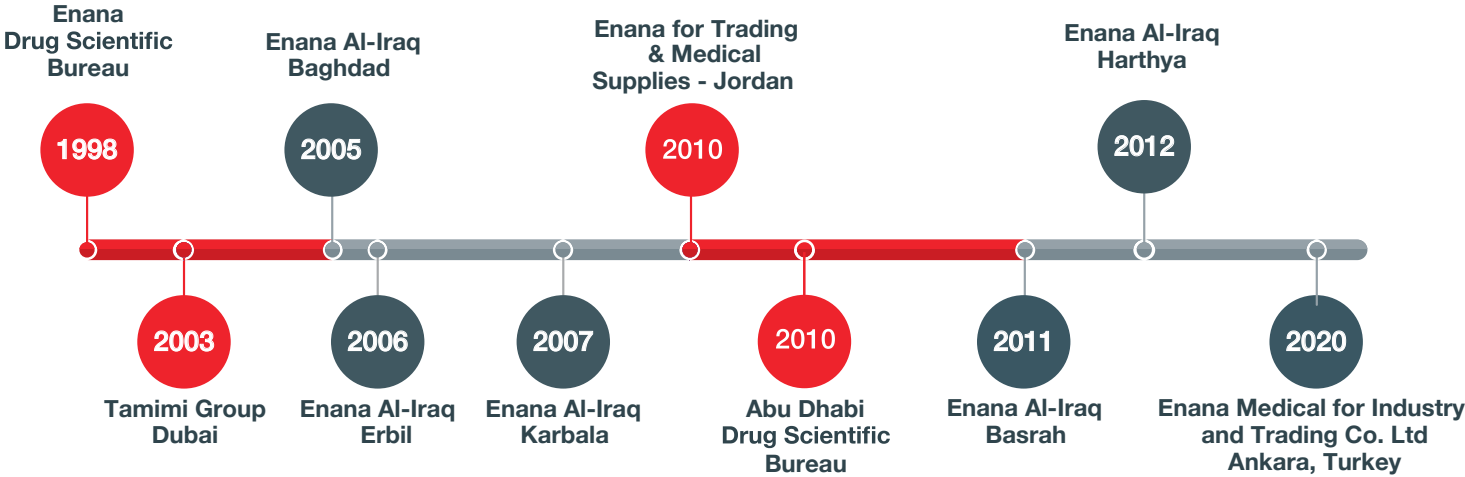 Enana
Drug Scientific
Bureau
1998
Tamimi Group
Dubai
2003
Enana Al-Iraq
Baghdad
2005
2006
Enana Al-Iraq
Erbil
2007
Enana Al-Iraq
Karbala
Enana for Trading
& Medical
Supplies - Jordan
2010
2010
Abu Dhabi
Drug Scientific
Bureau
2011
Enana Al-Iraq
Basrah
Enana Al-Iraq
Harthya
2012
2020
Enana Medical for Industry
and Trading Co. Ltd
Ankara, Turkey